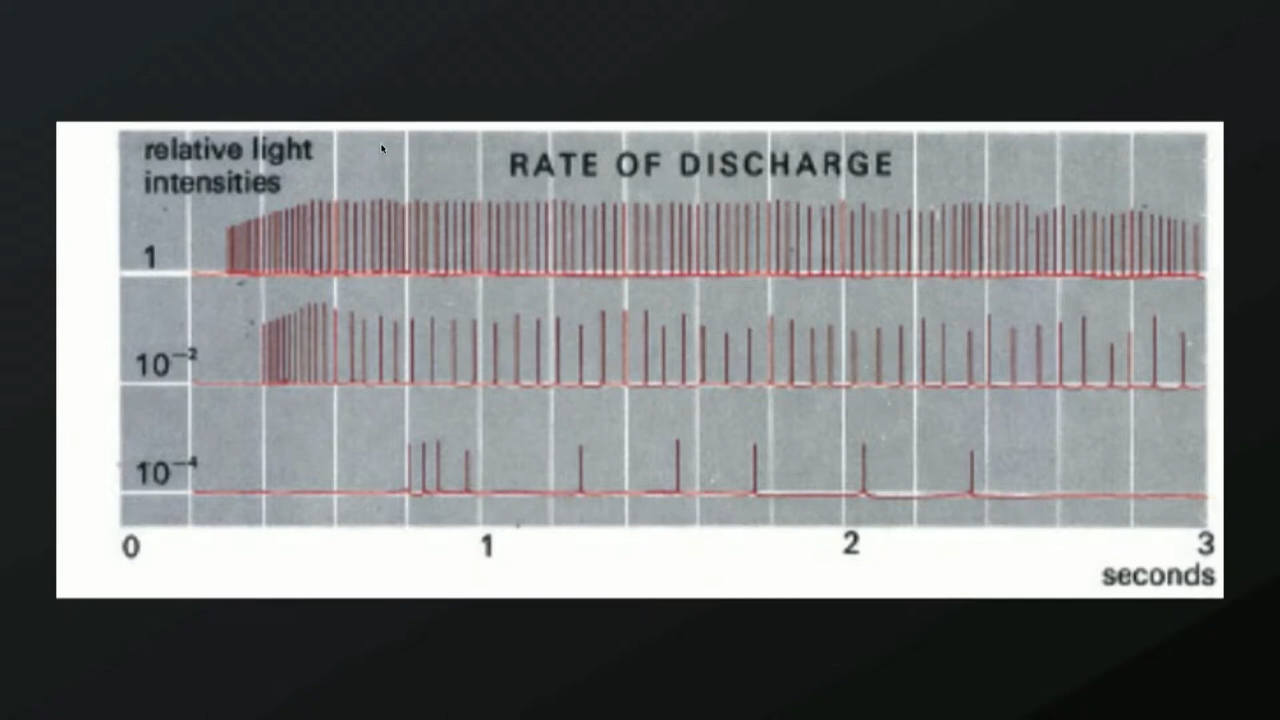 relative light
intensities
RATE OF DISCHARGE
1
10⁻²
10⁻⁴
0 1 2 3
seconds